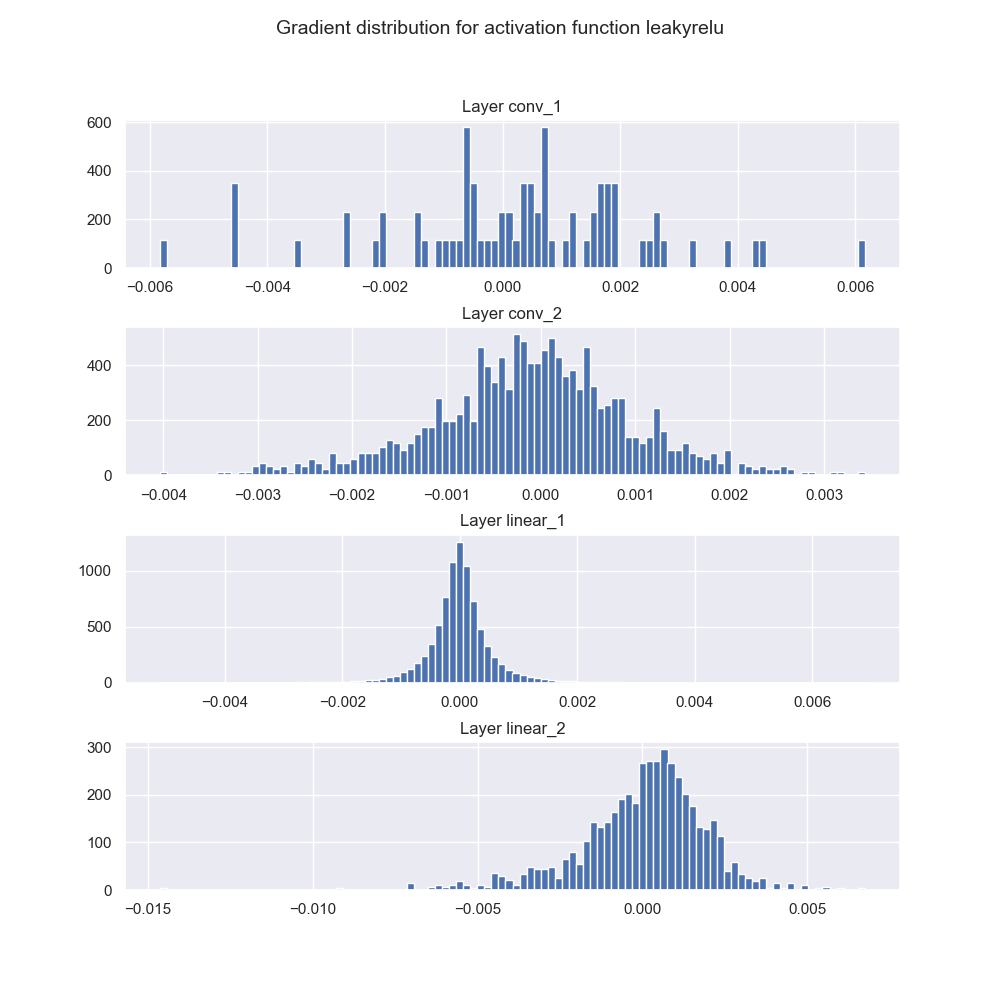 Gradient distribution for activation function leakyrelu
Layer conv_1
600
400
200
0
−0.006 −0.004 −0.002 0.000 0.002 0.004 0.006
Layer conv_2
400
200
0
−0.004 −0.003 −0.002 −0.001 0.000 0.001 0.002 0.003
Layer linear_1
1000
500
0
−0.004 −0.002 0.000 0.002 0.004 0.006
Layer linear_2
300
200
100
0
−0.015 −0.010 −0.005 0.000 0.005